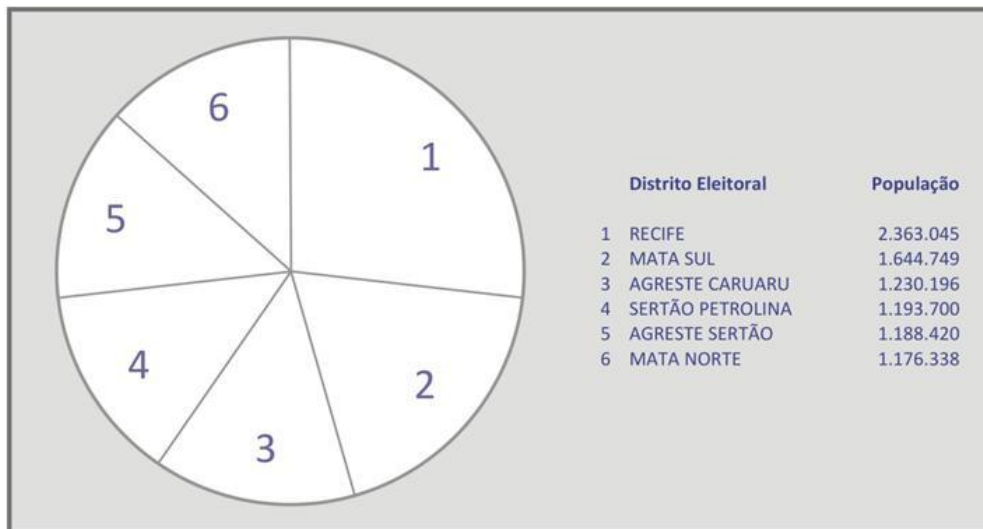 6
1
5
4
2
3
Distrito Eleitoral População
1 RECIFE 2.363.045
2 MATA SUL 1.644.749
3 AGRESTE CARUARU 1.230.196
4 SERTÃO PETROLINA 1.193.700
5 AGRESTE SERTÃO 1.188.420
6 MATA NORTE 1.176.338